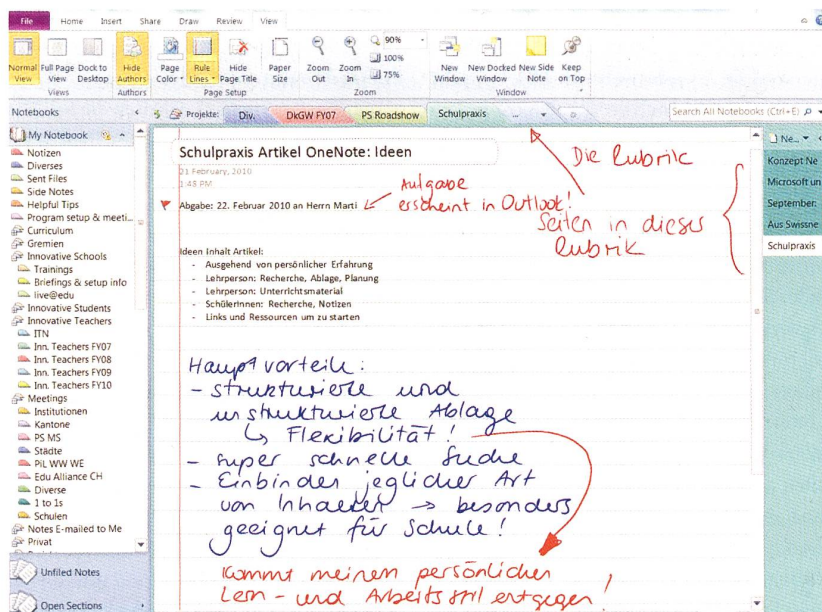 File Home Insert Share Draw Review View
90%
100%
75%
Normal View
Full Page View
Dock to Desktop
Hide Authors
Page Color
Rule Lines
Hide Page Title
Paper Size
Zoom Out
Zoom In
New Window
New Docked Window
New Side Note
Keep on Top
Views Authors Page Setup Zoom Window
Notebooks
Projekte: Div. DkGW FY07 PS Roadshow Schulpraxis ...
Search All Notebooks (Ctrl+E)
My Notebook
Notizen
Diverses
Sent Files
Side Notes
Helpful Tips
Program setup & meeti...
Curriculum
Gremien
Innovative Schools
Trainings
Briefings & setup info
live@edu
Innovative Students
Innovative Teachers
ITN
Inn. Teachers FY07
Inn. Teachers FY08
Inn. Teachers FY09
Inn. Teachers FY10
Meetings
Institutionen
Kantone
PS MS
Städte
PiL WW WE
Edu Alliance CH
Diverse
1 to 1s
Schulen
Notes E-mailed to Me
Privat
Unfiled Notes
Open Sections
Schulpraxis Artikel OneNote: Ideen
21 February, 2010
1:45 PM
Abgabe: 22. Februar 2010 an Herrn Marti
Aufgabe
erscheint in Outlook!
Die Rubrik
Seiten in dieser
Rubrik
Ideen Inhalt Artikel:
- Ausgehend von persönlicher Erfahrung
- Lehrperson: Recherche, Ablage, Planung
- Lehrperson: Unterrichtsmaterial
- SchülerInnen: Recherche, Notizen
- Links und Ressourcen um zu starten
Hauptvorteile:
- strukturierte und
unstrukturierte Ablage
↳ Flexibilität!
- super schnelle Suche
- Einbinden jeglicher Art
von Inhalten → besonders
geeignet für Schule!
Kommt meinem persönlichen
Lern- und Arbeitsstil entgegen!
Ne...
Konzept Ne
Microsoft un
September:
Aus Swissne
Schulpraxis